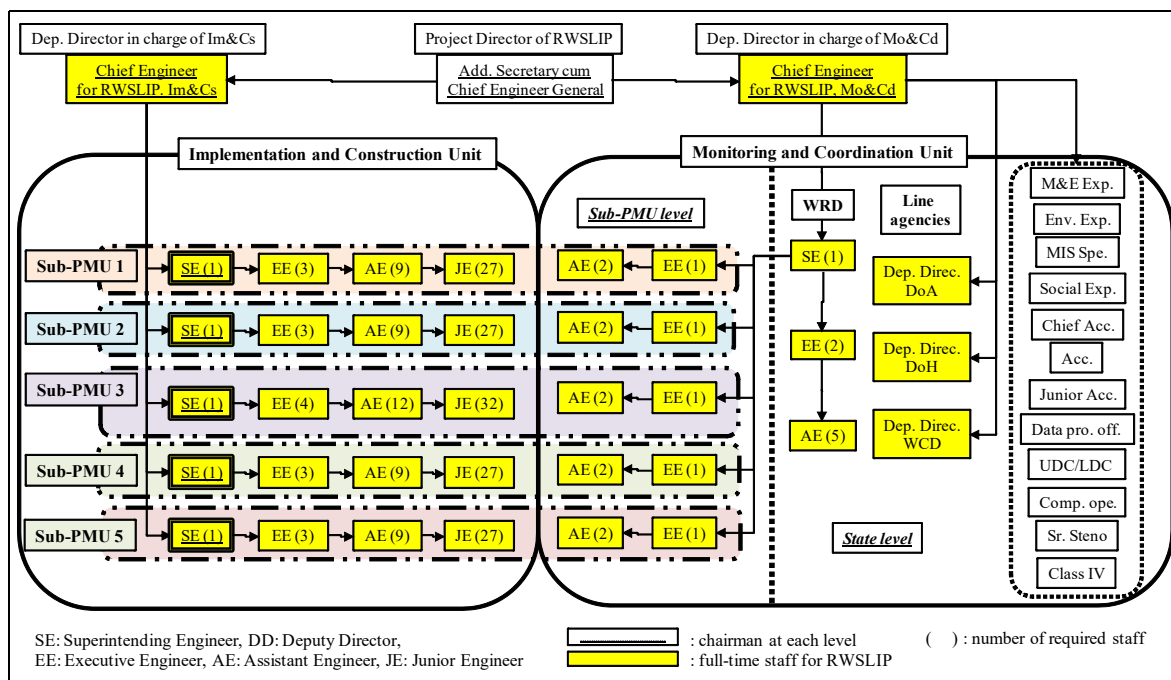 Dep. Director in charge of Im&Cs
Project Director of RWSLIP
Dep. Director in charge of Mo&Cd
Chief Engineer
for RWSLIP. Im&Cs
Add. Secretary cum
Chief Engineer General
Chief Engineer
for RWSLIP, Mo&Cd
Implementation and Construction Unit
Monitoring and Coordination Unit
Sub-PMU level
WRD
Line
agencies
Sub-PMU 1
SE (1)
EE (3)
AE (9)
JE (27)
AE (2)
EE (1)
Sub-PMU 2
SE (1)
EE (3)
AE (9)
JE (27)
AE (2)
EE (1)
Sub-PMU 3
SE (1)
EE (4)
AE (12)
JE (32)
AE (2)
EE (1)
Sub-PMU 4
SE (1)
EE (3)
AE (9)
JE (27)
AE (2)
EE (1)
Sub-PMU 5
SE (1)
EE (3)
AE (9)
JE (27)
AE (2)
EE (1)
SE (1)
EE (2)
AE (5)
Dep. Direc.
DoA
Dep. Direc.
DoH
Dep. Direc.
WCD
State level
M&E Exp.
Env. Exp.
MIS Spe.
Social Exp.
Chief Acc.
Acc.
Junior Acc.
Data pro. off.
UDC/LDC
Comp. ope.
Sr. Steno
Class IV
SE: Superintending Engineer, DD: Deputy Director,
EE: Executive Engineer, AE: Assistant Engineer, JE: Junior Engineer
: chairman at each level
: full-time staff for RWSLIP
( ) : number of required staff